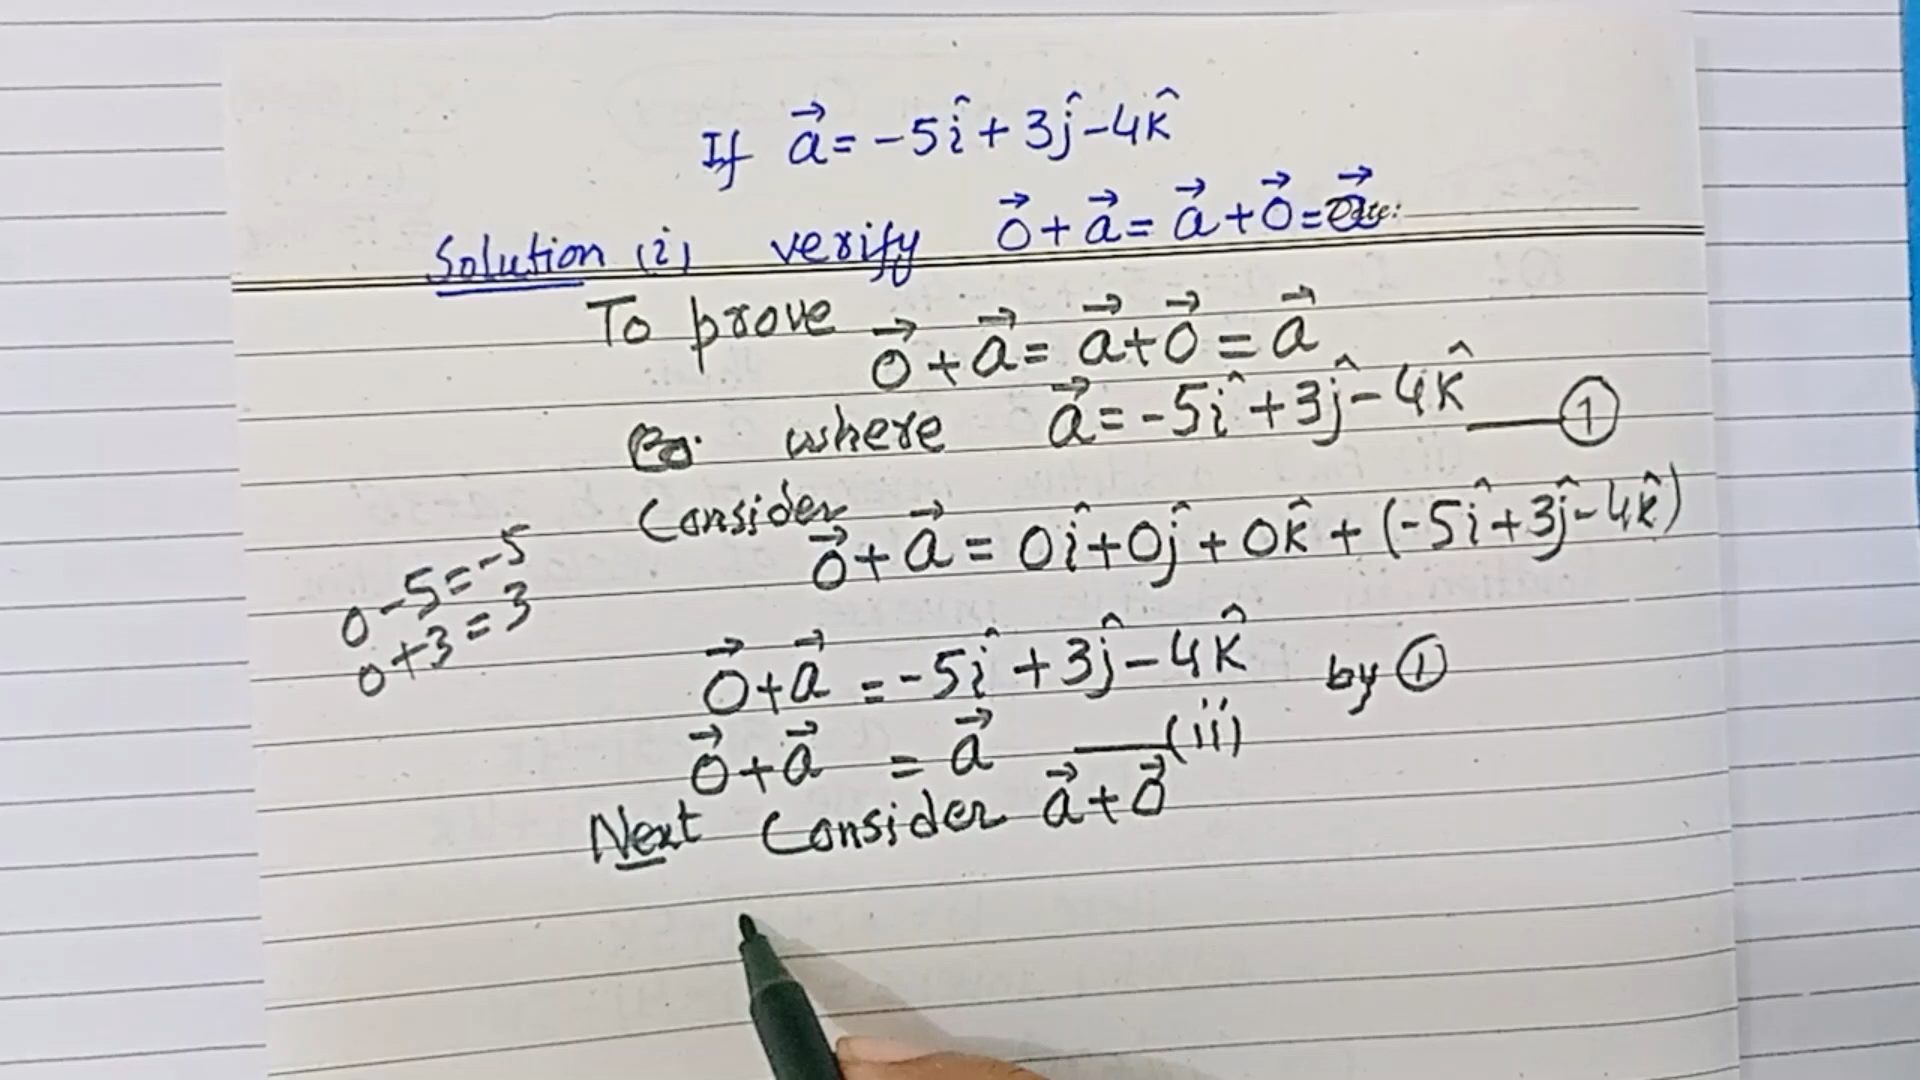 If a⃗ = -5î + 3ĵ - 4k̂
Solution (i) verify 0⃗ + a⃗ = a⃗ + 0⃗ = a⃗
Date:
To prove
0⃗ + a⃗ = a⃗ + 0⃗ = a⃗
where a⃗ = -5î + 3ĵ - 4k̂ —— ①
Consider
0⃗ + a⃗ = 0î + 0ĵ + 0k̂ + (-5î + 3ĵ - 4k̂)
0 - 5 = -5
0 + 3 = 3
0⃗ + a⃗ = -5î + 3ĵ - 4k̂ by ①
0⃗ + a⃗ = a⃗ —— (ii)
Next Consider a⃗ + 0⃗